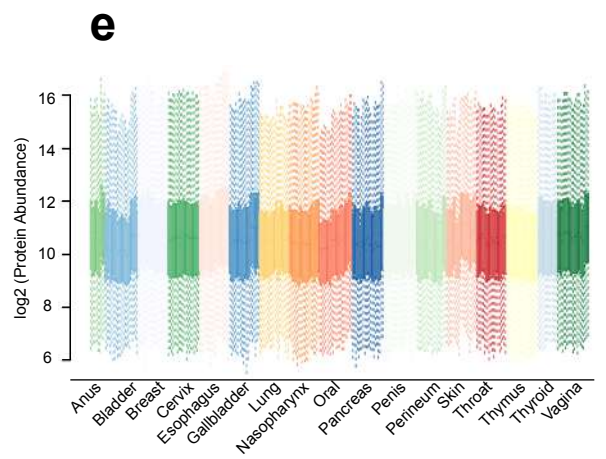 e
log2 (Protein Abundance)
16
14
12
10
8
6
Anus
Bladder
Breast
Cervix
Esophagus
Gallbladder
Lung
Nasopharynx
Oral
Pancreas
Penis
Perineum
Skin
Throat
Thymus
Thyroid
Vagina